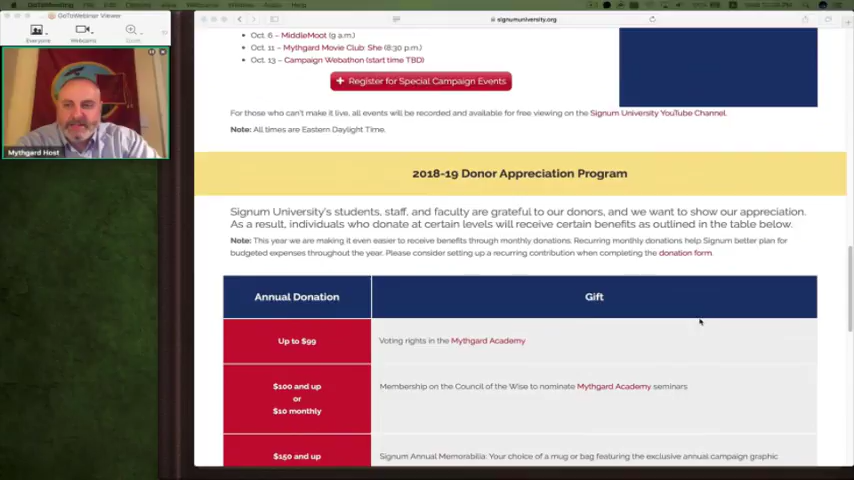 GoToWebinar Viewer
signumuniversity.org
Everyone
Webcams
Zoom
Mythgard Host
Oct. 6 – MiddleMoot (9 a.m.)
Oct. 11 – Mythgard Movie Club: She (8:30 p.m.)
Oct. 13 – Campaign Webathon (start time TBD)
+ Register for Special Campaign Events
For those who can't make it live, all events will be recorded and available for free viewing on the Signum University YouTube Channel.
Note: All times are Eastern Daylight Time.
2018-19 Donor Appreciation Program
Signum University's students, staff, and faculty are grateful to our donors, and we want to show our appreciation.
As a result, individuals who donate at certain levels will receive certain benefits as outlined in the table below.
Note: This year we are making it even easier to receive benefits through monthly donations. Recurring monthly donations help Signum better plan for
budgeted expenses throughout the year. Please consider setting up a recurring contribution when completing the donation form.
Annual Donation
Gift
Up to $99
Voting rights in the Mythgard Academy
$100 and up
or
$10 monthly
Membership on the Council of the Wise to nominate Mythgard Academy seminars
$150 and up
Signum Annual Memorabilia: Your choice of a mug or bag featuring the exclusive annual campaign graphic